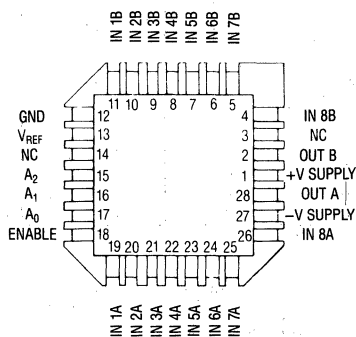 IN 1B IN 2B IN 3B IN 4B IN 5B IN 6B IN 7B
11 10 9 8 7 6 5
GND 12 4 IN 8B
VREF 13 3 NC
NC 14 2 OUT B
A2 15 1 +V SUPPLY
A1 16 28 OUT A
A0 17 27 −V SUPPLY
ENABLE 18 26 IN 8A
19 20 21 22 23 24 25
IN 1A IN 2A IN 3A IN 4A IN 5A IN 6A IN 7A